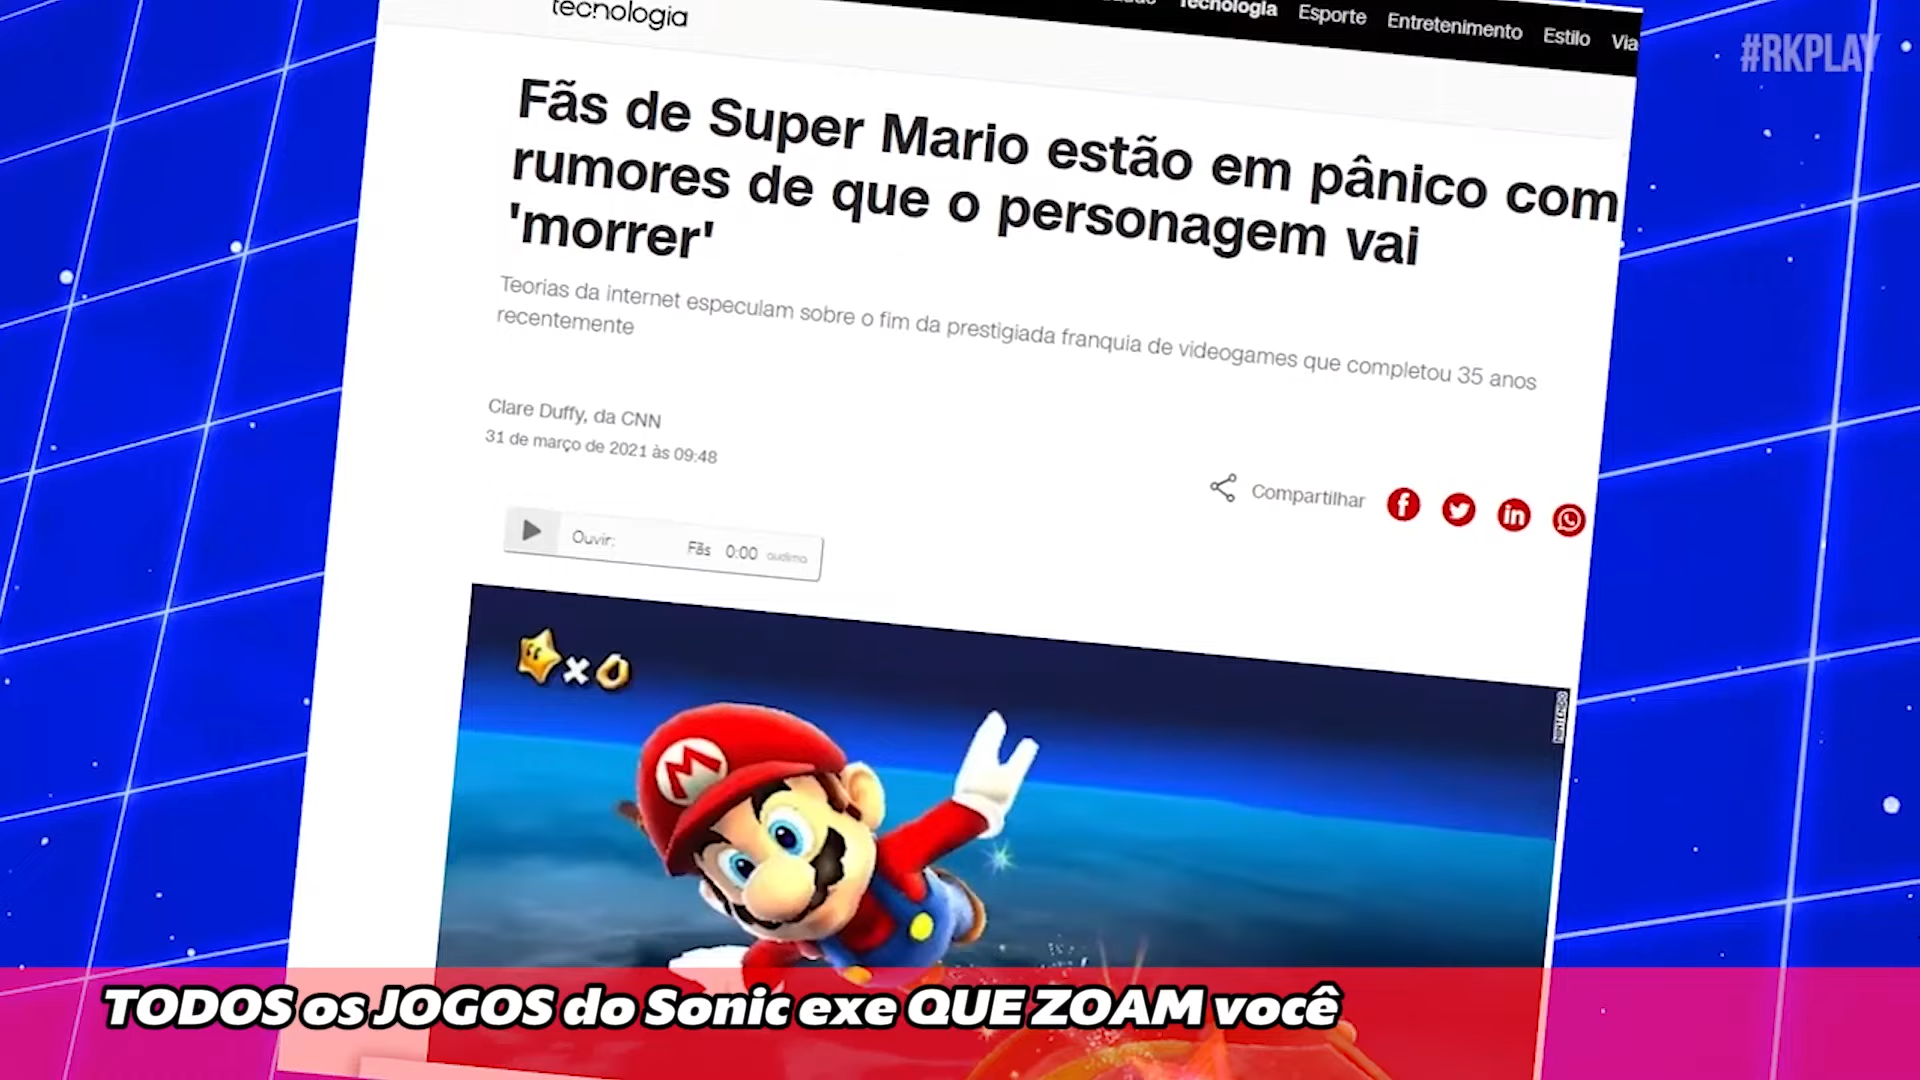 tecnologia
Tecnologia Esporte Entretenimento Estilo Via
#RKPLAY
Fãs de Super Mario estão em pânico com
rumores de que o personagem vai
'morrer'
Teorias da internet especulam sobre o fim da prestigiada franquia de videogames que completou 35 anos
recentemente
Clare Duffy, da CNN
31 de março de 2021 às 09:48
Compartilhar
Ouvir: Fãs 0:00 audima
x 0
NINTENDO
M
TODOS os JOGOS do Sonic exe QUE ZOAM você